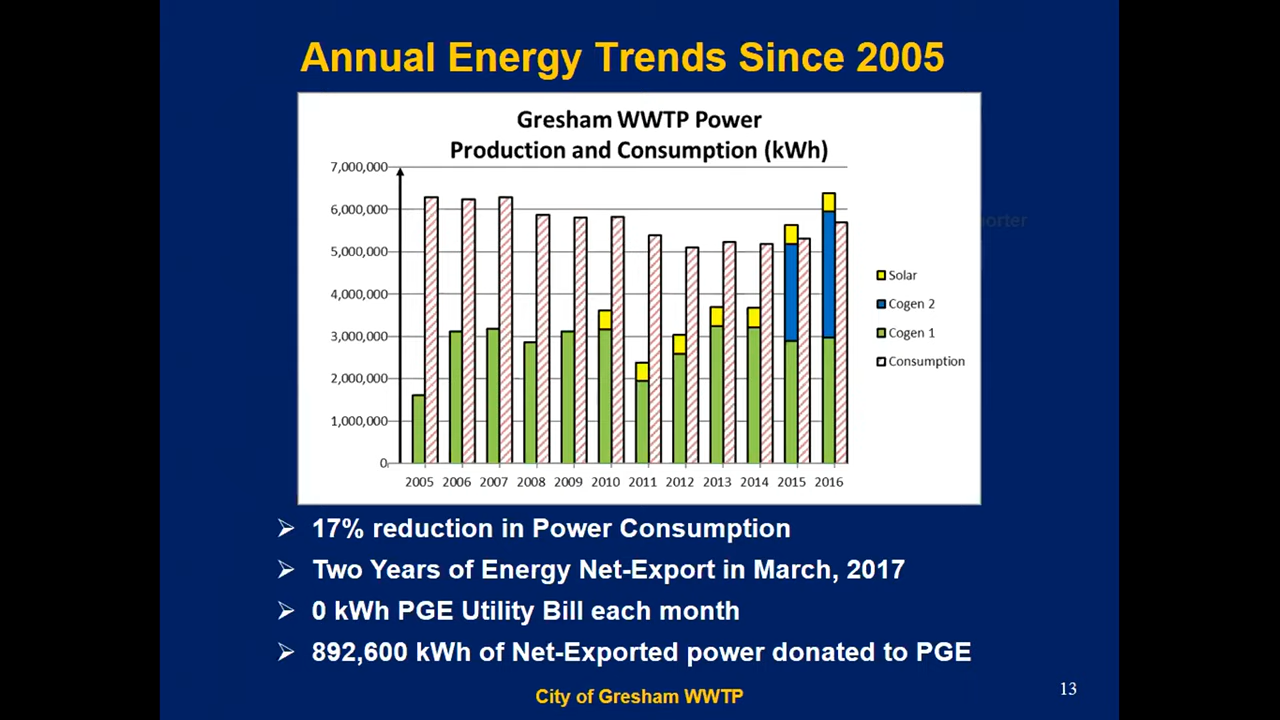 Annual Energy Trends Since 2005
Gresham WWTP Power
Production and Consumption (kWh)
7,000,000
6,000,000
5,000,000
4,000,000
3,000,000
2,000,000
1,000,000
0
2005 2006 2007 2008 2009 2010 2011 2012 2013 2014 2015 2016
Solar
Cogen 2
Cogen 1
Consumption
17% reduction in Power Consumption
Two Years of Energy Net-Export in March, 2017
0 kWh PGE Utility Bill each month
892,600 kWh of Net-Exported power donated to PGE
City of Gresham WWTP
13